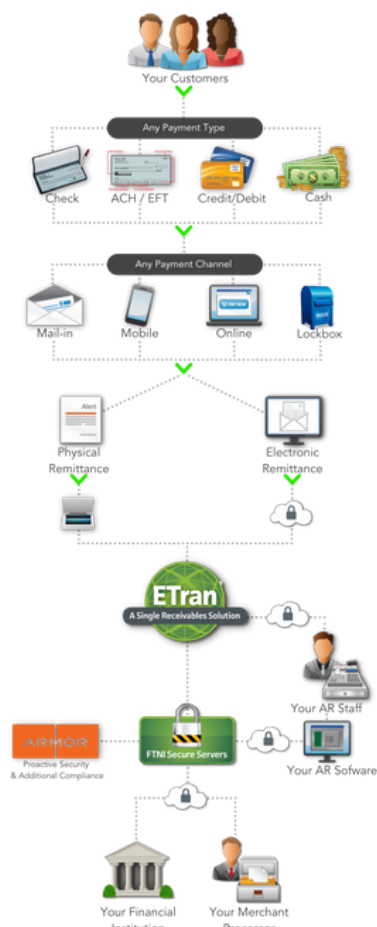 Your Customers
Any Payment Type
Check
ACH / EFT
Credit/Debit
Cash
Any Payment Channel
Mail-in
Mobile
Online
Lockbox
Alert
Physical
Remittance
Electronic
Remittance
ETran
A Single Receivables Solution
Your AR Staff
ARMOR
Proactive Security
& Additional Compliance
FTNI Secure Servers
Your AR Sofware
Your Financial
Institution
Your Merchant